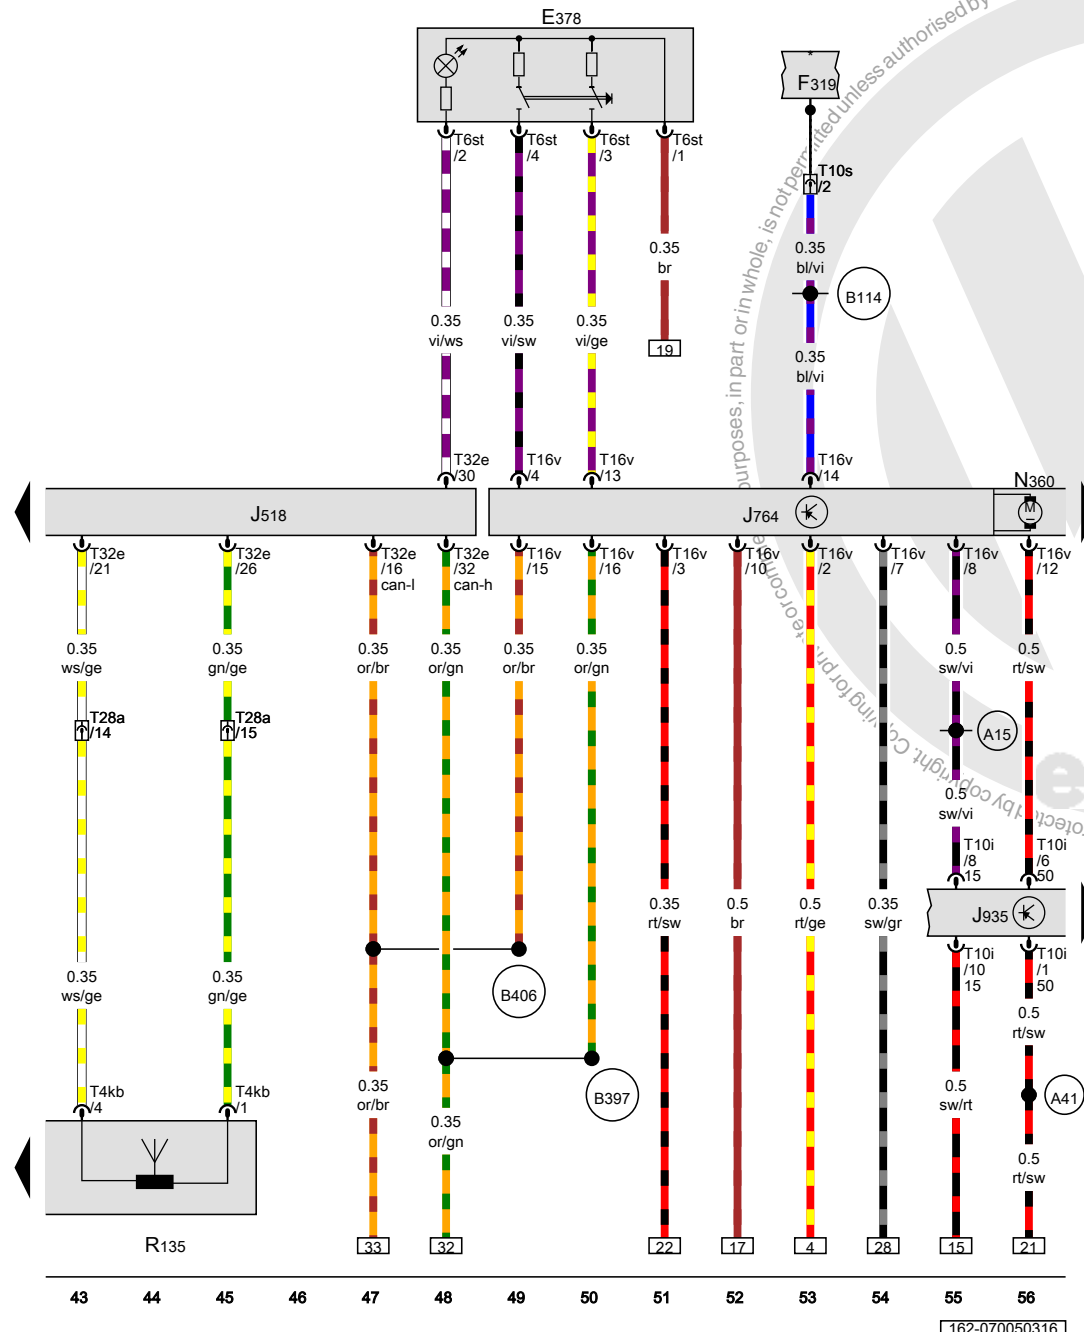 E378
F319
T6st
/2
T6st
/4
T6st
/3
T6st
/1
T10s
/2
0.35
br
0.35
bl/vi
B114
0.35
vi/ws
0.35
vi/sw
0.35
vi/ge
19
0.35
bl/vi
T32e
/30
T16v
/4
T16v
/13
T16v
/14
N360
J518
J764
M
T32e
/21
T32e
/26
T32e
/16
can-l
T32e
/32
can-h
T16v
/15
T16v
/16
T16v
/3
T16v
/10
T16v
/2
T16v
/7
T16v
/8
T16v
/12
0.35
ws/ge
0.35
gn/ge
0.35
or/br
0.35
or/gn
0.35
or/br
0.35
or/gn
0.5
sw/vi
0.5
rt/sw
T28a
/14
T28a
/15
A15
0.5
sw/vi
T10i
/8
15
T10i
/6
50
0.35
rt/sw
0.5
br
0.5
rt/ge
0.35
sw/gr
J935
T10i
/10
15
T10i
/1
50
0.35
ws/ge
0.35
gn/ge
B406
0.5
rt/sw
T4kb
/4
T4kb
/1
0.35
or/br
B397
0.5
sw/rt
A41
0.35
or/gn
0.5
rt/sw
R135
33
32
22
17
4
28
15
21
43 44 45 46 47 48 49 50 51 52 53 54 55 56
162-070050316